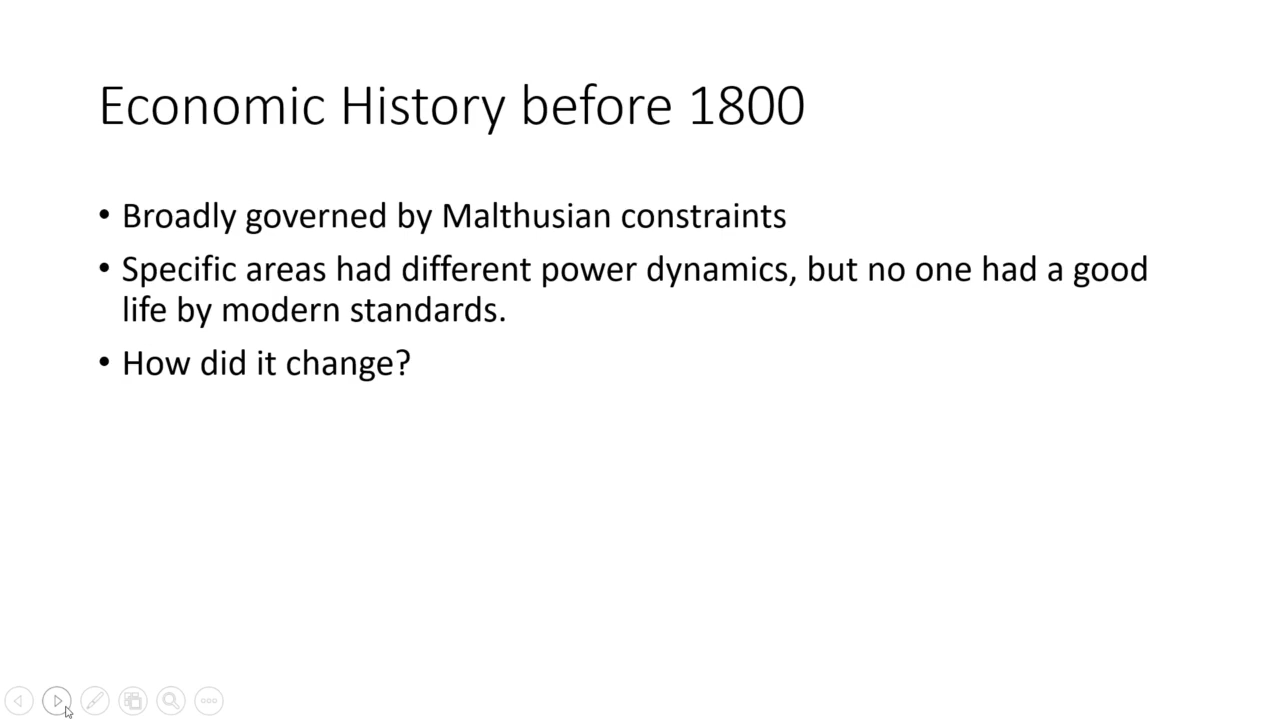 Economic History before 1800
• Broadly governed by Malthusian constraints
• Specific areas had different power dynamics, but no one had a good
life by modern standards.
• How did it change?